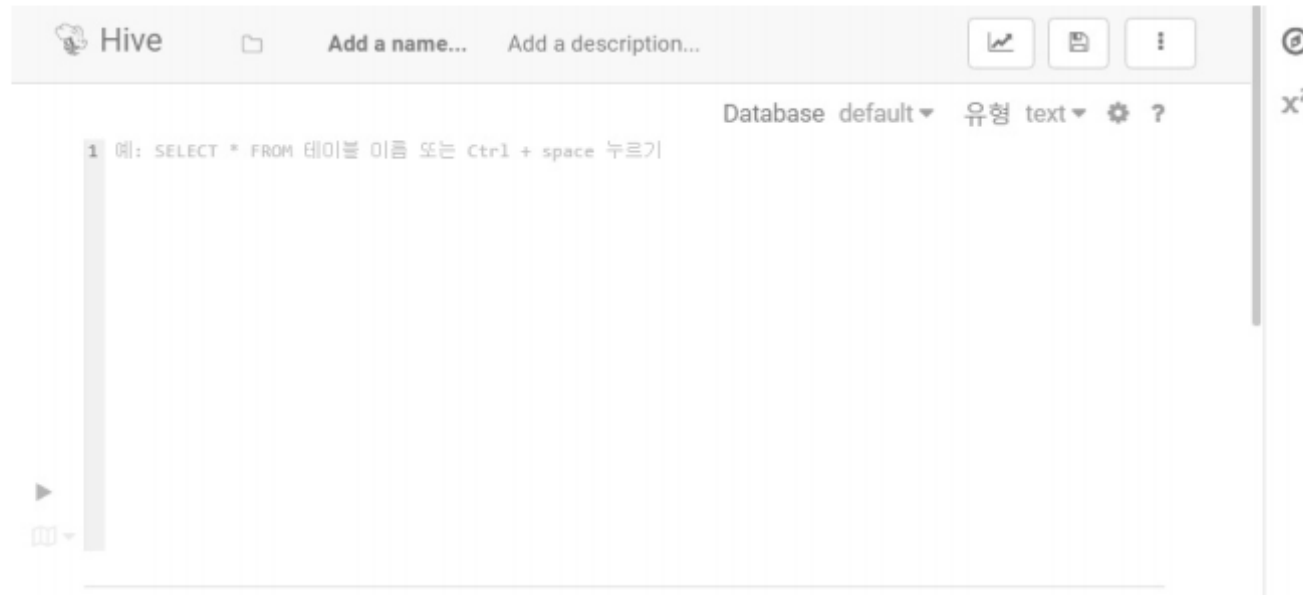 Hive Add a name... Add a description...
Database default 유형 text ?
1 예: SELECT * FROM 테이블 이름 또는 Ctrl + space 누르기